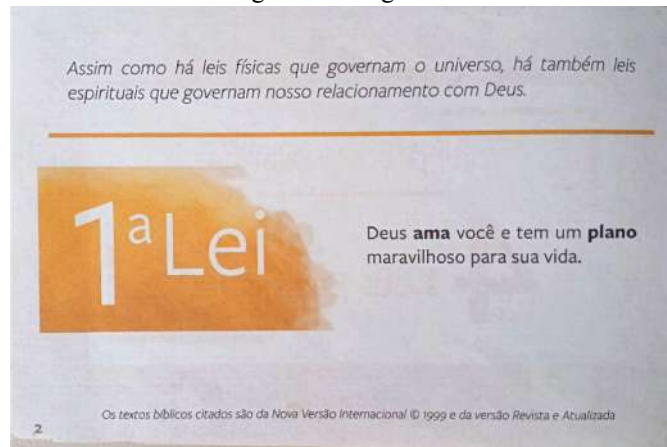 Assim como há leis físicas que governam o universo, há também leis
espirituais que governam nosso relacionamento com Deus.
1ª Lei
Deus ama você e tem um plano
maravilhoso para sua vida.
Os textos bíblicos citados são da Nova Versão Internacional © 1999 e da versão Revista e Atualizada
2